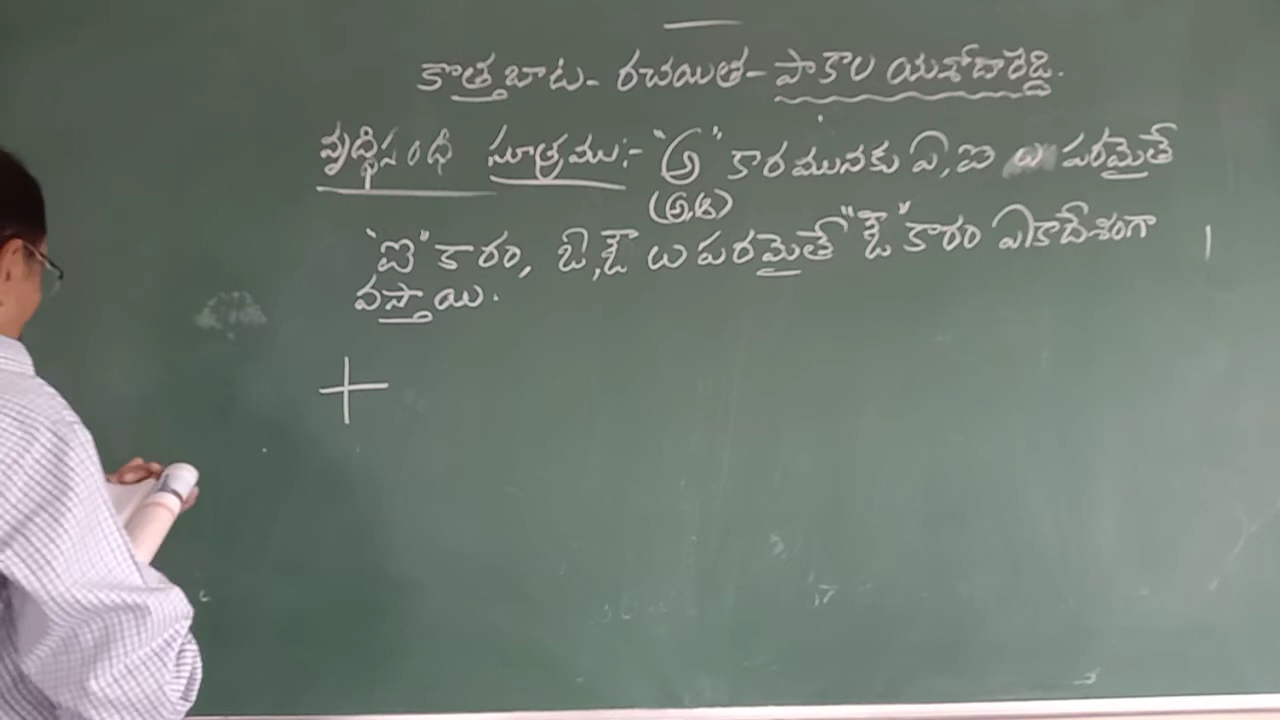 కొత్తబాట - రచయిత - పాకాల యశోదారెడ్డి.
వృద్ధిసంధి సూత్రము:- "అ" కారమునకు ఏ, ఐ లు పరమైతే
(అ,ఆ)
"ఐ" కారం, ఓ, ఔ లు పరమైతే "ఔ" కారం ఏకాదేశంగా
వస్తాయి.
+